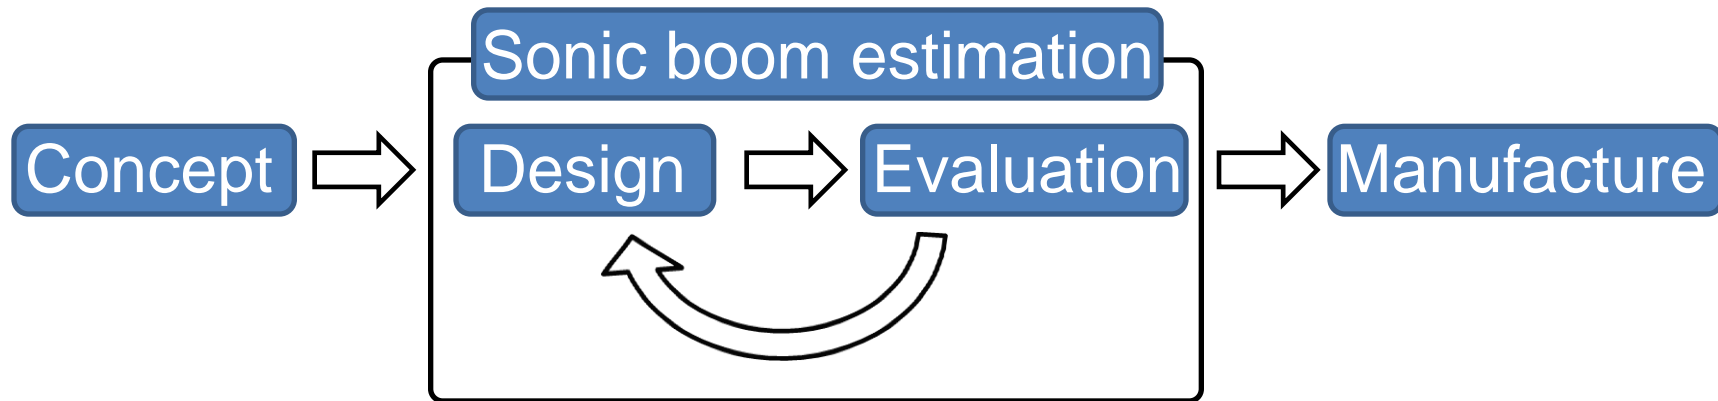 Sonic boom estimation
Concept
Design
Evaluation
Manufacture